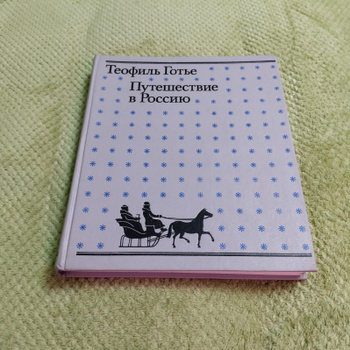 Теофиль Готье
Путешествие
в Россию